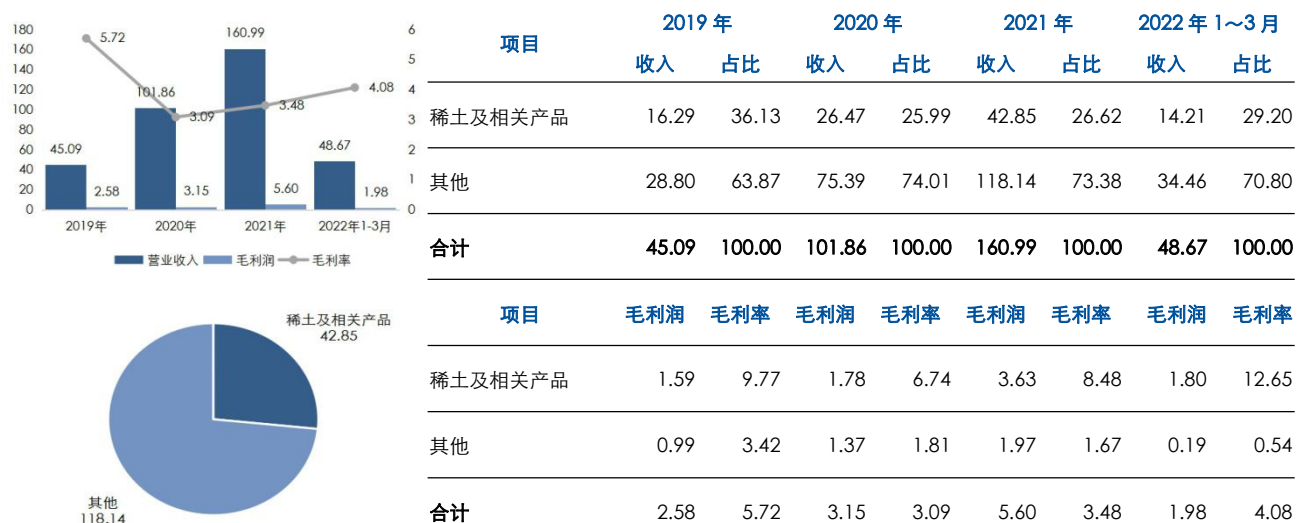 180
160
140
120
100
80
60
40
20
0
6
5
4
3
2
1
0
5.72
3.09
3.48
4.08
45.09
101.86
160.99
48.67
2.58
3.15
5.60
1.98
2019年
2020年
2021年
2022年1-3月
营业收入 毛利润 毛利率
稀土及相关产品
42.85
其他
118.14
项目 2019 年 2020 年 2021 年 2022 年 1～3 月
收入 占比 收入 占比 收入 占比 收入 占比
稀土及相关产品 16.29 36.13 26.47 25.99 42.85 26.62 14.21 29.20
其他 28.80 63.87 75.39 74.01 118.14 73.38 34.46 70.80
合计 45.09 100.00 101.86 100.00 160.99 100.00 48.67 100.00
项目 毛利润 毛利率 毛利润 毛利率 毛利润 毛利率 毛利润 毛利率
稀土及相关产品 1.59 9.77 1.78 6.74 3.63 8.48 1.80 12.65
其他 0.99 3.42 1.37 1.81 1.97 1.67 0.19 0.54
合计 2.58 5.72 3.15 3.09 5.60 3.48 1.98 4.08